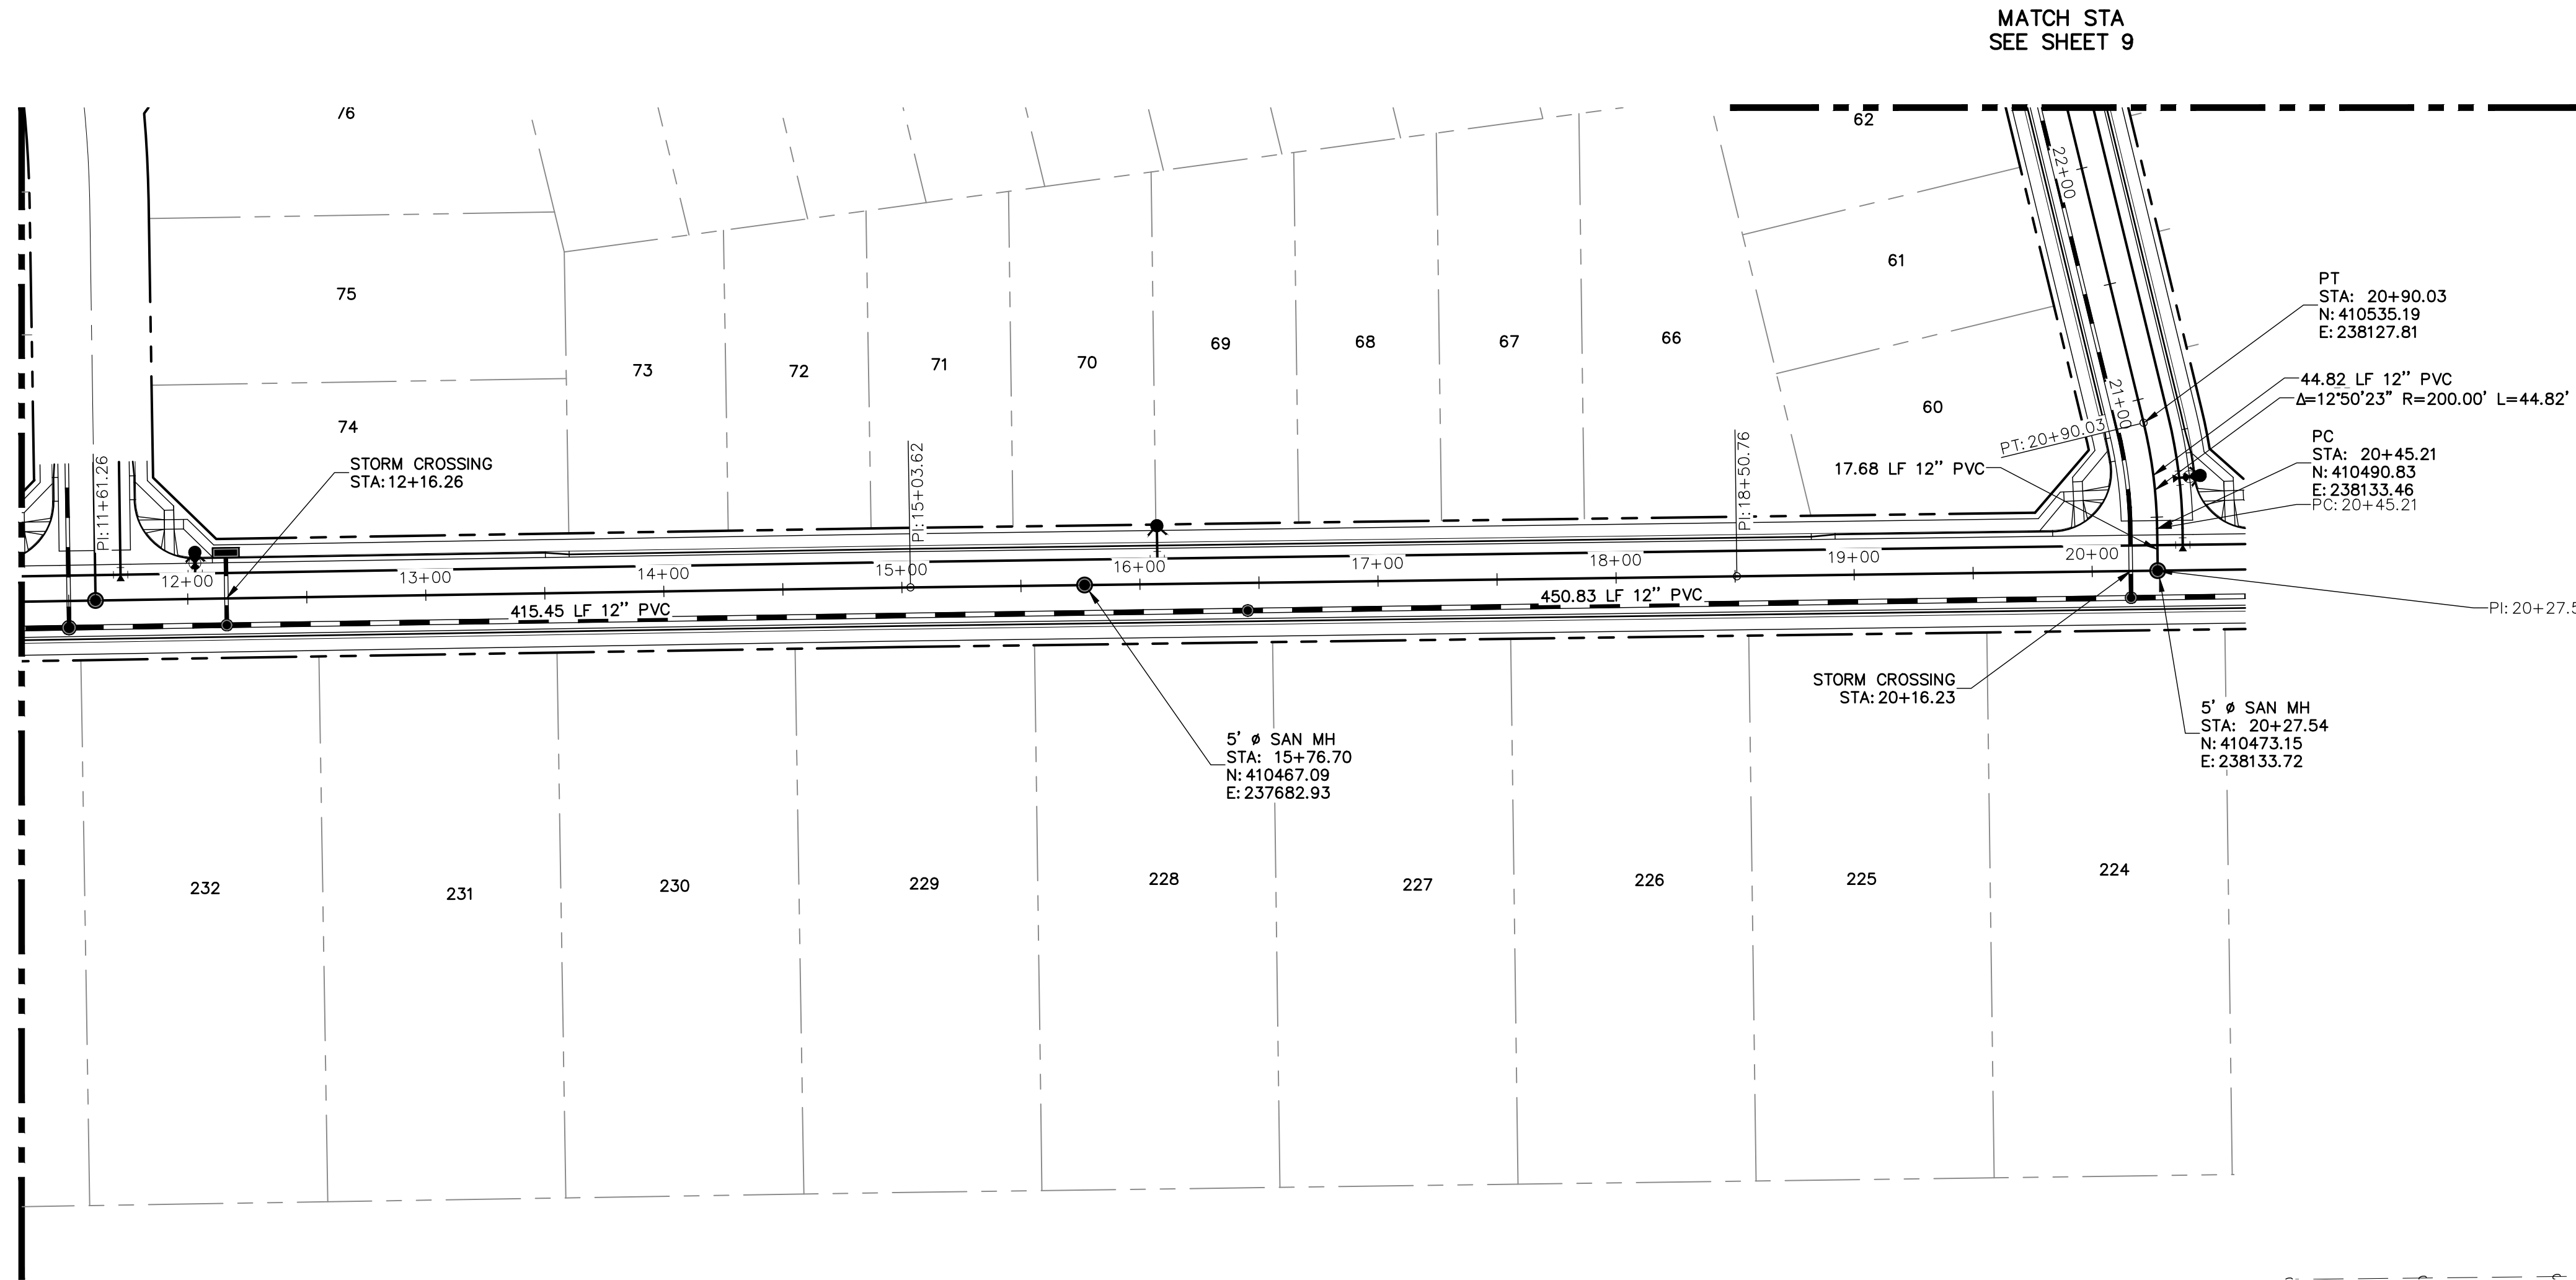 MATCH STA
SEE SHEET 9
62
61
60
75
74
73
72
71
70
69
68
67
66
22+00
21+00
PT
STA: 20+90.03
N: 410535.19
E: 238127.81
44.82 LF 12" PVC
Δ=12°50'23" R=200.00' L=44.82'
PT: 20+90.03
PC
STA: 20+45.21
N: 410490.83
E: 238133.46
PC: 20+45.21
17.68 LF 12" PVC
STORM CROSSING
STA: 12+16.26
PI: 11+61.26
PI: 15+03.62
PI: 18+50.76
12+00
13+00
14+00
15+00
16+00
17+00
18+00
19+00
20+00
415.45 LF 12" PVC
450.83 LF 12" PVC
STORM CROSSING
STA: 20+16.23
5' ø SAN MH
STA: 20+27.54
N: 410473.15
E: 238133.72
5' ø SAN MH
STA: 15+76.70
N: 410467.09
E: 237682.93
232
231
230
229
228
227
226
225
224